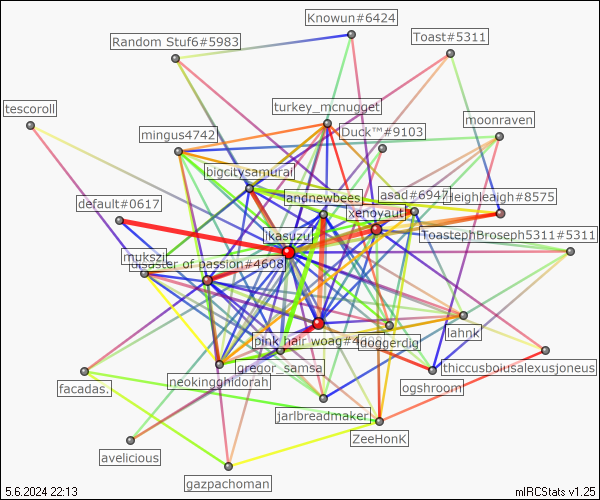 Knowun#6424
Random Stuf6#5983
Toast#5311
tescoroll
turkey_mcnugget
moonraven
mingus4742
Duck™#9103
bigcitysamurai
default#0617
andnewbees
asad#6947
Heighleaigh#8575
xenoyaut
jkasuzu
ToastephBroseph5311#5311
mukszi
disaster of passion#4608
lahnk
pink hair woag#4
doggerdig
gregor_samsa
thiccusboiusalexusjoneus
neokingghidorah
facadas.
ogshroom
jarlbreadmaker
ZeeHonK
avelicious
gazpachoman
5.6.2024 22:13
mIRCStats v1.25